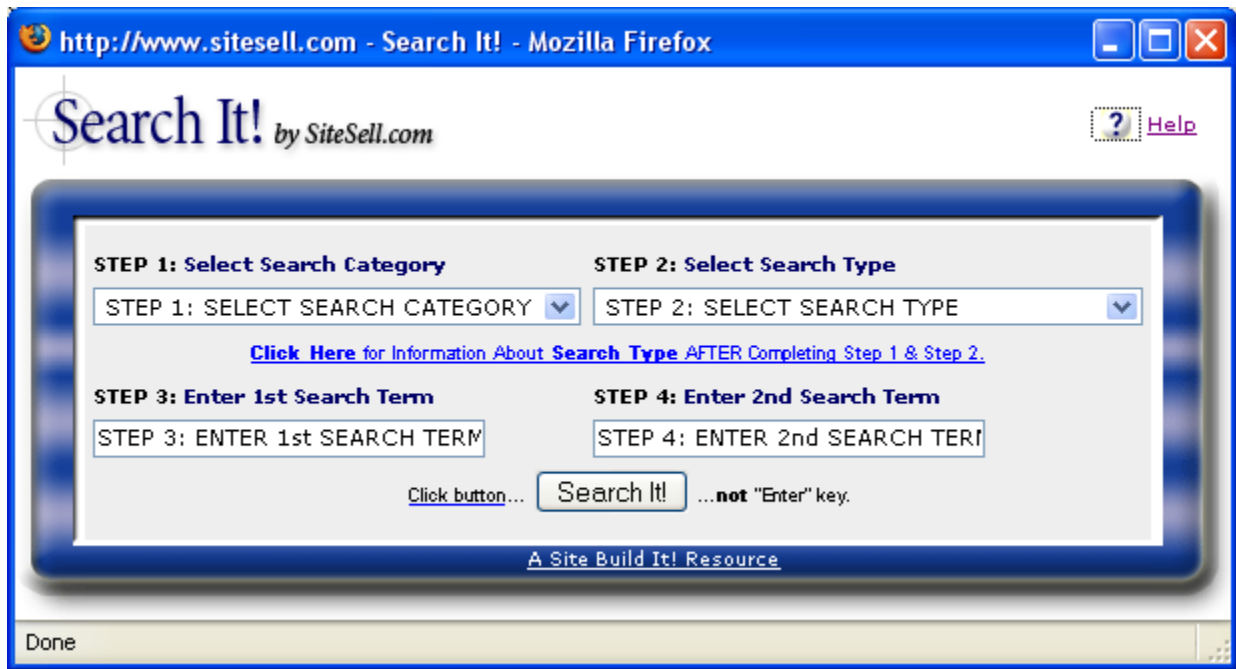 http://www.sitesell.com - Search It! - Mozilla Firefox
Search It! by SiteSell.com
? Help
STEP 1: Select Search Category STEP 2: Select Search Type
STEP 1: SELECT SEARCH CATEGORY STEP 2: SELECT SEARCH TYPE
Click Here for Information About Search Type AFTER Completing Step 1 & Step 2.
STEP 3: Enter 1st Search Term STEP 4: Enter 2nd Search Term
STEP 3: ENTER 1st SEARCH TERM STEP 4: ENTER 2nd SEARCH TERM
Click button... Search It! ...not "Enter" key.
A Site Build It! Resource
Done